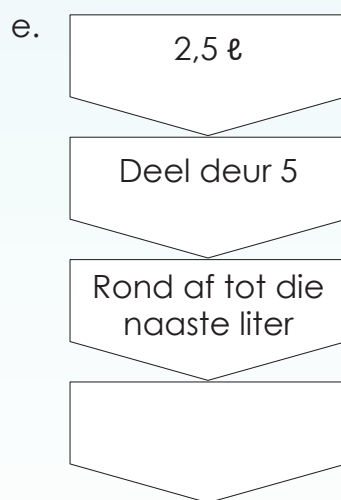 e.
2,5 ℓ
Deel deur 5
Rond af tot die
naaste liter